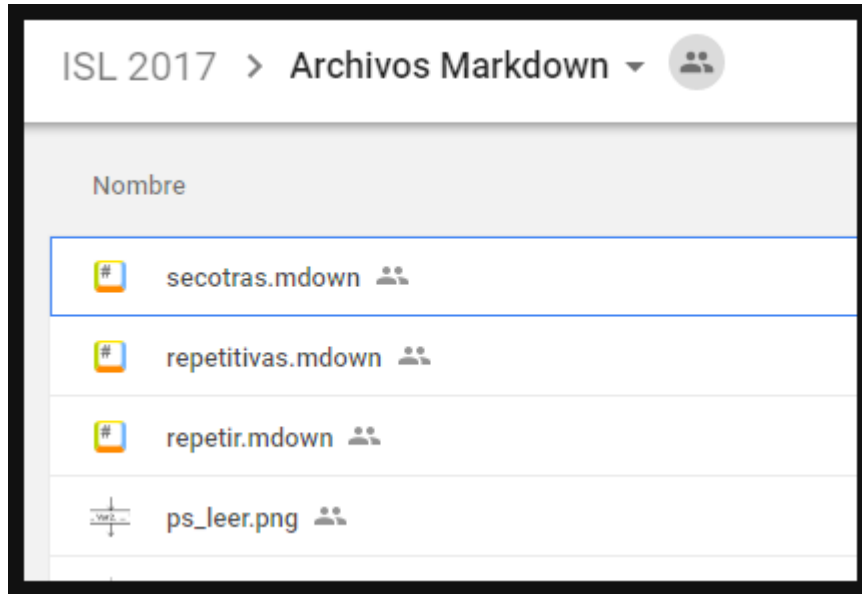 ISL 2017 > Archivos Markdown
Nombre
# secotras.mdown
# repetitivas.mdown
# repetir.mdown
ps_leer.png